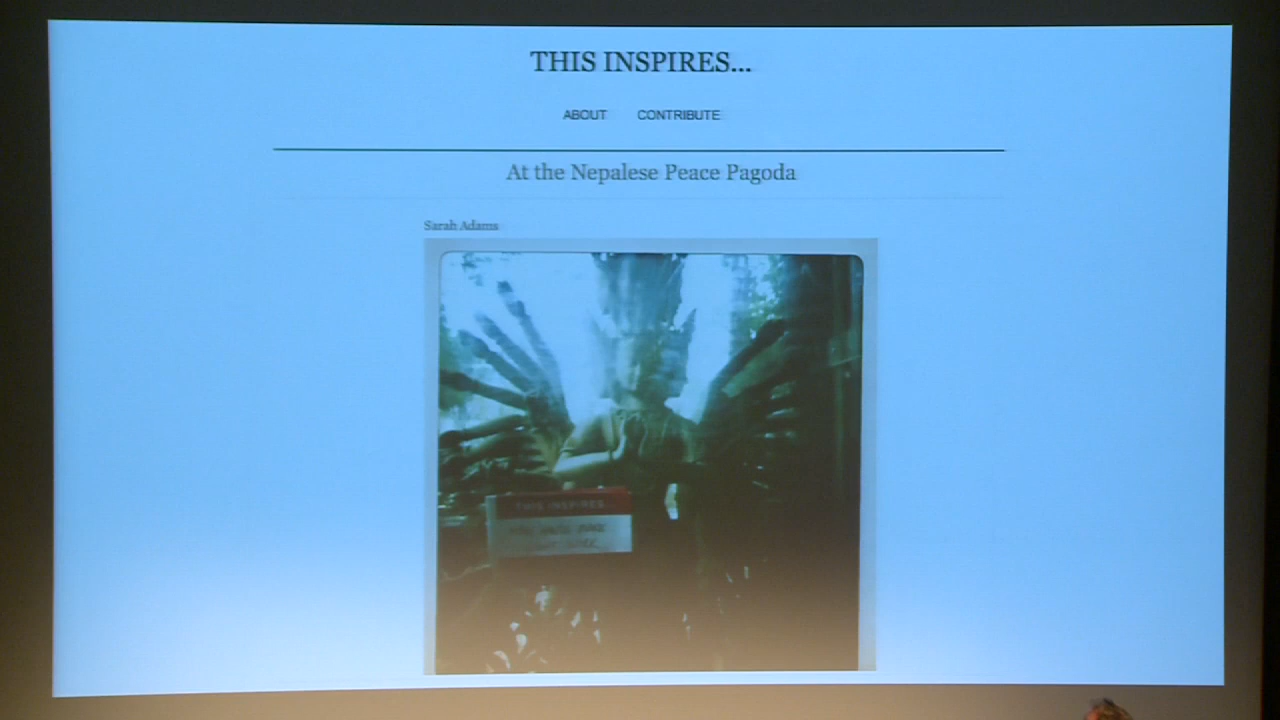 THIS INSPIRES...
ABOUT CONTRIBUTE
At the Nepalese Peace Pagoda
Sarah Adams
THIS INSPIRES